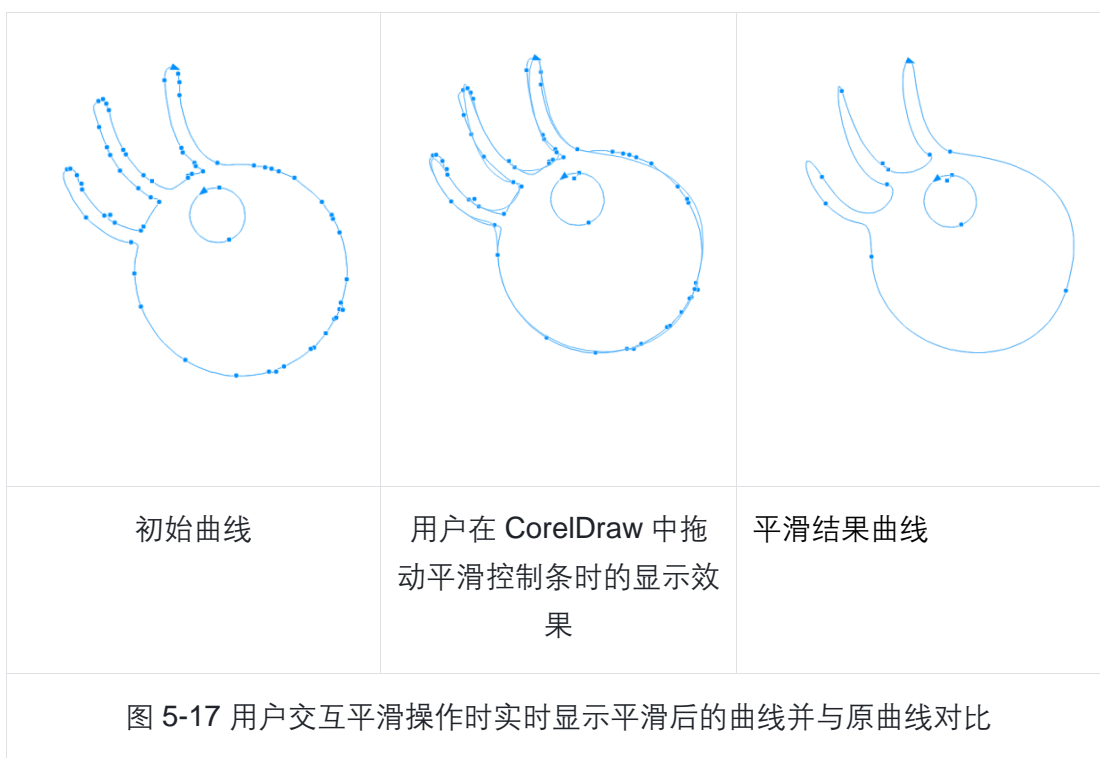 初始曲线
用户在 CorelDraw 中拖
动平滑控制条时的显示效
果
平滑结果曲线
图 5-17 用户交互平滑操作时实时显示平滑后的曲线并与原曲线对比